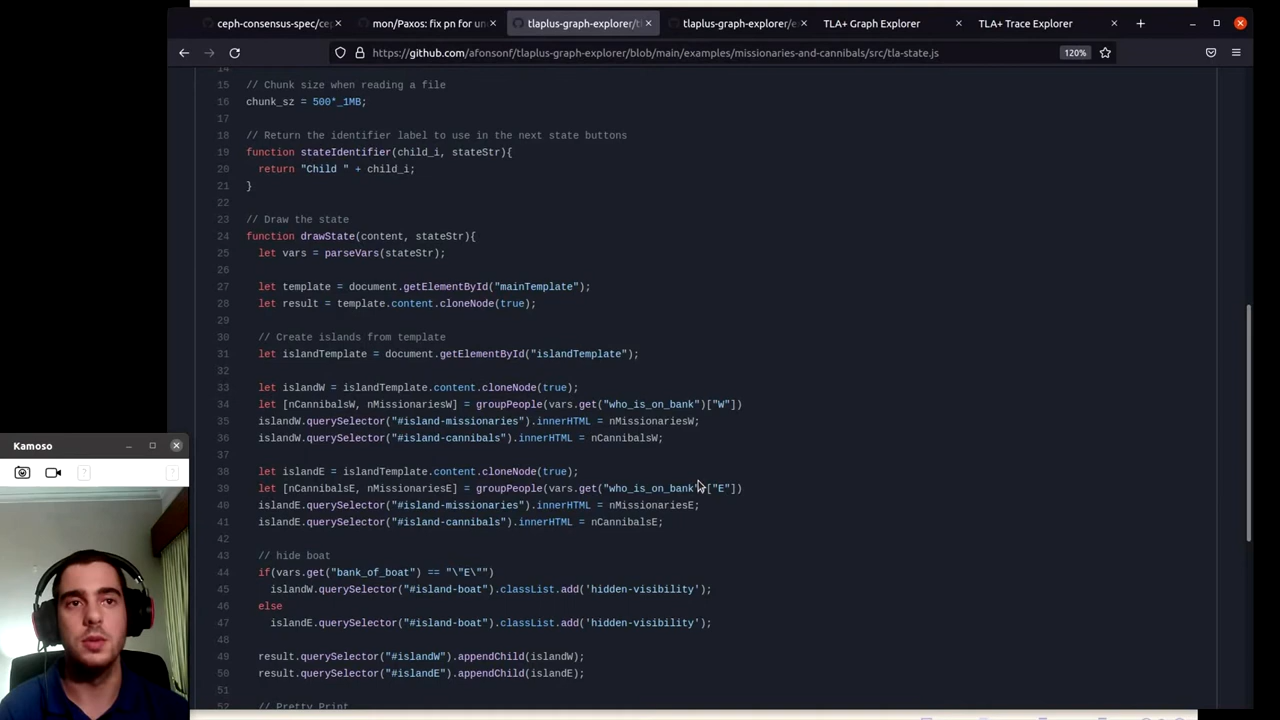 ceph-consensus-spec/cep
mon/Paxos: fix pn for un
tlaplus-graph-explorer/t
tlaplus-graph-explorer/e
TLA+ Graph Explorer
TLA+ Trace Explorer
https://github.com/afonsonf/tlaplus-graph-explorer/blob/main/examples/missionaries-and-cannibals/src/tla-state.js
120%
14
15 // Chunk size when reading a file
16 chunk_sz = 500*_1MB;
17
18 // Return the identifier label to use in the next state buttons
19 function stateIdentifier(child_i, stateStr){
20 return "Child " + child_i;
21 }
22
23 // Draw the state
24 function drawState(content, stateStr){
25 let vars = parseVars(stateStr);
26
27 let template = document.getElementById("mainTemplate");
28 let result = template.content.cloneNode(true);
29
30 // Create islands from template
31 let islandTemplate = document.getElementById("islandTemplate");
32
33 let islandW = islandTemplate.content.cloneNode(true);
34 let [nCannibalsW, nMissionariesW] = groupPeople(vars.get("who_is_on_bank")["W"])
35 islandW.querySelector("#island-missionaries").innerHTML = nMissionariesW;
36 islandW.querySelector("#island-cannibals").innerHTML = nCannibalsW;
37
38 let islandE = islandTemplate.content.cloneNode(true);
39 let [nCannibalsE, nMissionariesE] = groupPeople(vars.get("who_is_on_bank")["E"])
40 islandE.querySelector("#island-missionaries").innerHTML = nMissionariesE;
41 islandE.querySelector("#island-cannibals").innerHTML = nCannibalsE;
42
43 // hide boat
44 if(vars.get("bank_of_boat") == "\"E\"")
45 islandW.querySelector("#island-boat").classList.add('hidden-visibility');
46 else
47 islandE.querySelector("#island-boat").classList.add('hidden-visibility');
48
49 result.querySelector("#islandW").appendChild(islandW);
50 result.querySelector("#islandE").appendChild(islandE);
51
52 // Pretty Print
Kamoso